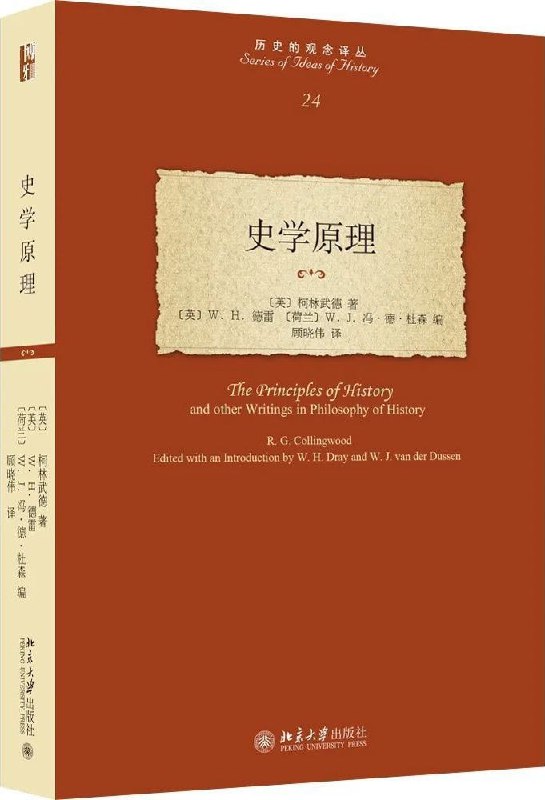 历史的观念译丛
Series of Ideas of History
24
史学原理
〔英〕柯林武德 著
〔英〕W. H. 德雷 〔荷兰〕W. J. 冯·德·杜森 编
顾晓伟 译
The Principles of History
and other Writings in Philosophy of History
R. G. Collingwood
Edited with an Introduction by W. H. Dray and W. J. van der Dussen
北京大学出版社
PEKING UNIVERSITY PRESS
博雅
史学原理
〔英〕柯林武德 著
〔英〕W. H. 德雷
〔荷兰〕W. J. 冯·德·杜森 编
顾晓伟 译
北京大学出版社
PEKING UNIVERSITY PRESS